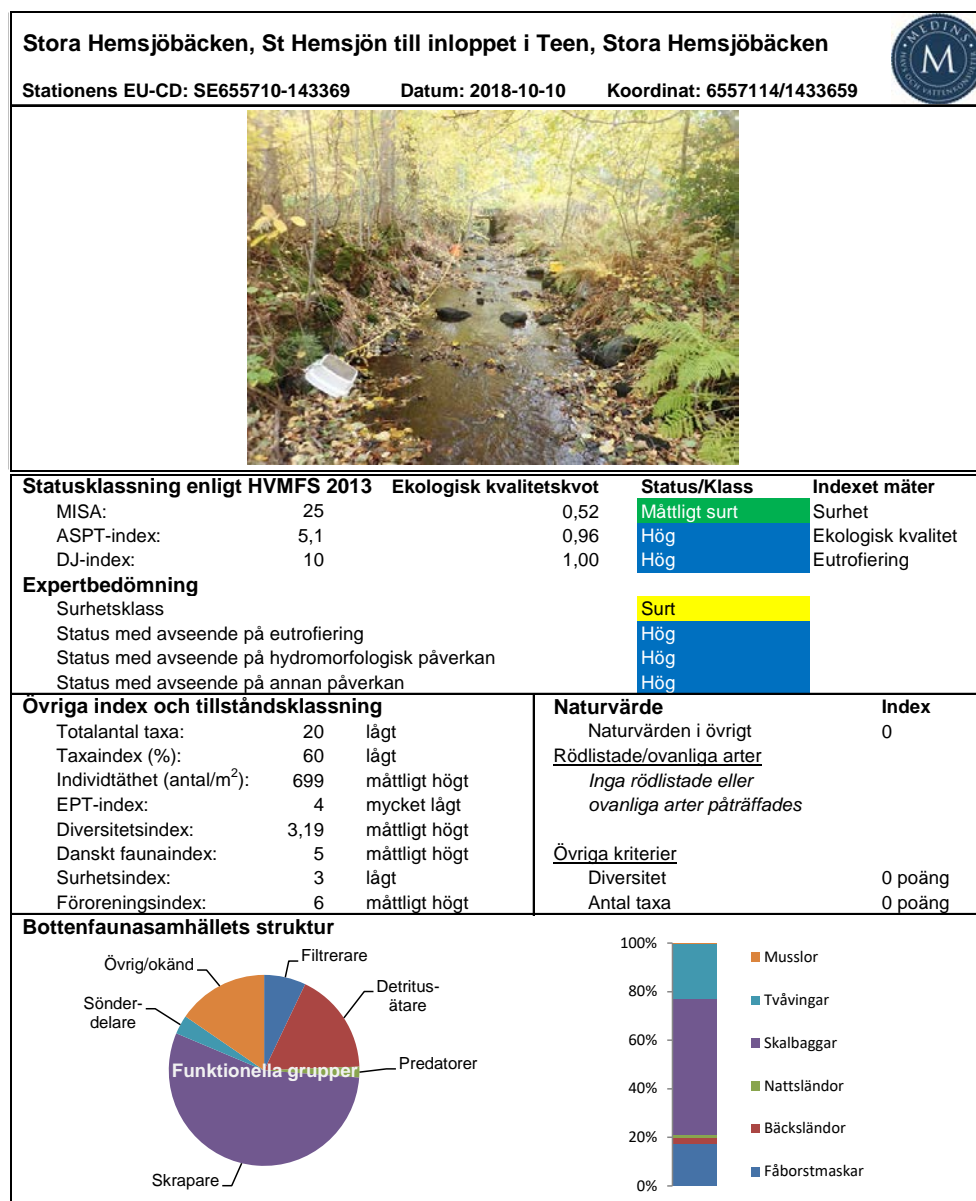 Stora Hemsjöbäcken, St Hemsjön till inloppet i Teen, Stora Hemsjöbäcken
MEDINS
M
HAVS OCH VATTENKONSULTER
Stationens EU-CD: SE655710-143369 Datum: 2018-10-10 Koordinat: 6557114/1433659
Statusklassning enligt HVMFS 2013 Ekologisk kvalitetskvot Status/Klass Indexet mäter
MISA: 25 0,52 Måttligt surt Surhet
ASPT-index: 5,1 0,96 Hög Ekologisk kvalitet
DJ-index: 10 1,00 Hög Eutrofiering
Expertbedömning
Surhetsklass Surt
Status med avseende på eutrofiering Hög
Status med avseende på hydromorfologisk påverkan Hög
Status med avseende på annan påverkan Hög
Övriga index och tillståndsklassning
Totalantal taxa: 20 lågt
Taxaindex (%): 60 lågt
Individtäthet (antal/m2): 699 måttligt högt
EPT-index: 4 mycket lågt
Diversitetsindex: 3,19 måttligt högt
Danskt faunaindex: 5 måttligt högt
Surhetsindex: 3 lågt
Föroreningsindex: 6 måttligt högt
Naturvärde Index
Naturvärden i övrigt 0
Rödlistade/ovanliga arter
Inga rödlistade eller
ovanliga arter påträffades
Övriga kriterier
Diversitet 0 poäng
Antal taxa 0 poäng
Bottenfaunasamhällets struktur
Övrig/okänd
Filtrerare
Sönder-
delare
Detritus-
ätare
Predatorer
Funktionella grupper
Skrapare
100%
80%
60%
40%
20%
0%
Musslor
Tvåvingar
Skalbaggar
Nattsländor
Bäcksländor
Fåborstmaskar